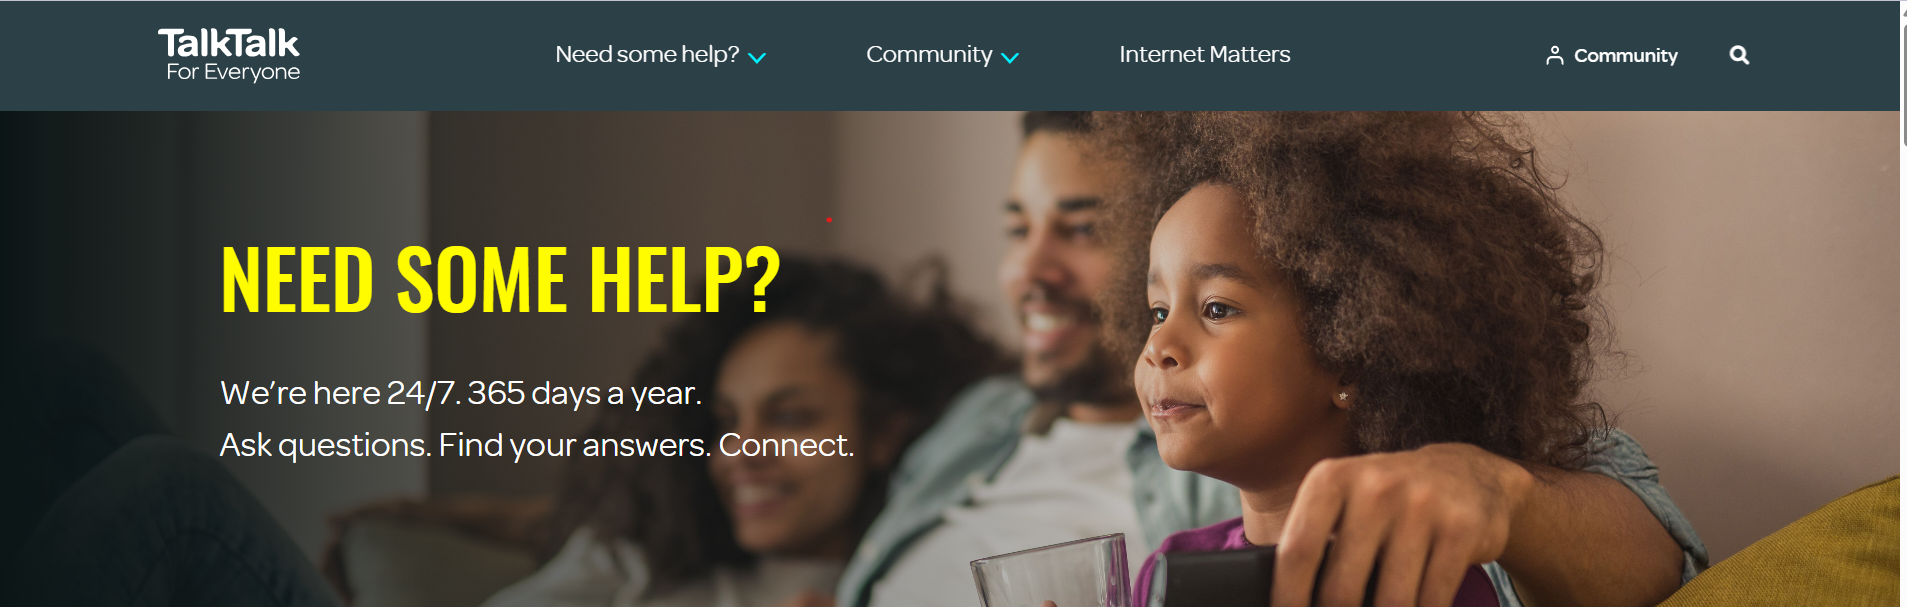 TalkTalk
For Everyone
Need some help?
Community
Internet Matters
Community
NEED SOME HELP?
We're here 24/7. 365 days a year.
Ask questions. Find your answers. Connect.